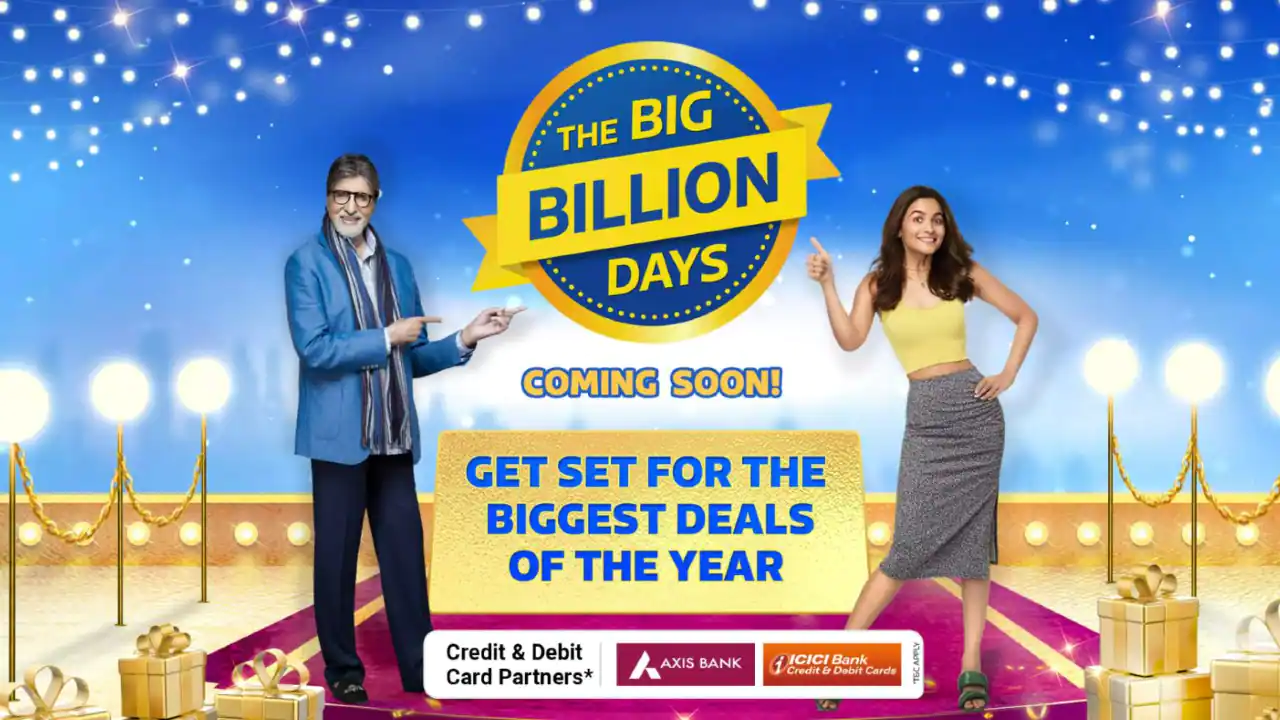 THE BIG
BILLION
DAYS
COMING SOON!
GET SET FOR THE
BIGGEST DEALS
OF THE YEAR
Credit & Debit
Card Partners*
AXIS BANK
ICICI Bank
Credit & Debit Cards
*T&C APPLY